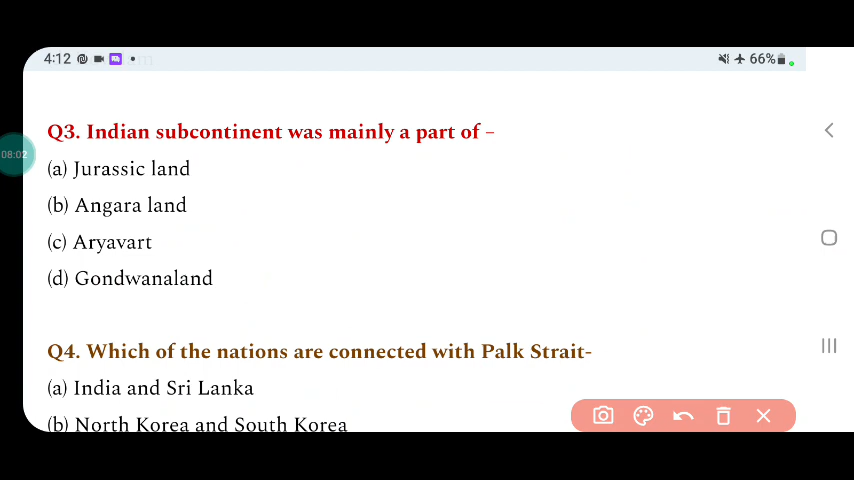 4:12
66%
08:02
Q3. Indian subcontinent was mainly a part of –
(a) Jurassic land
(b) Angara land
(c) Aryavart
(d) Gondwanaland
Q4. Which of the nations are connected with Palk Strait-
(a) India and Sri Lanka
(b) North Korea and South Korea